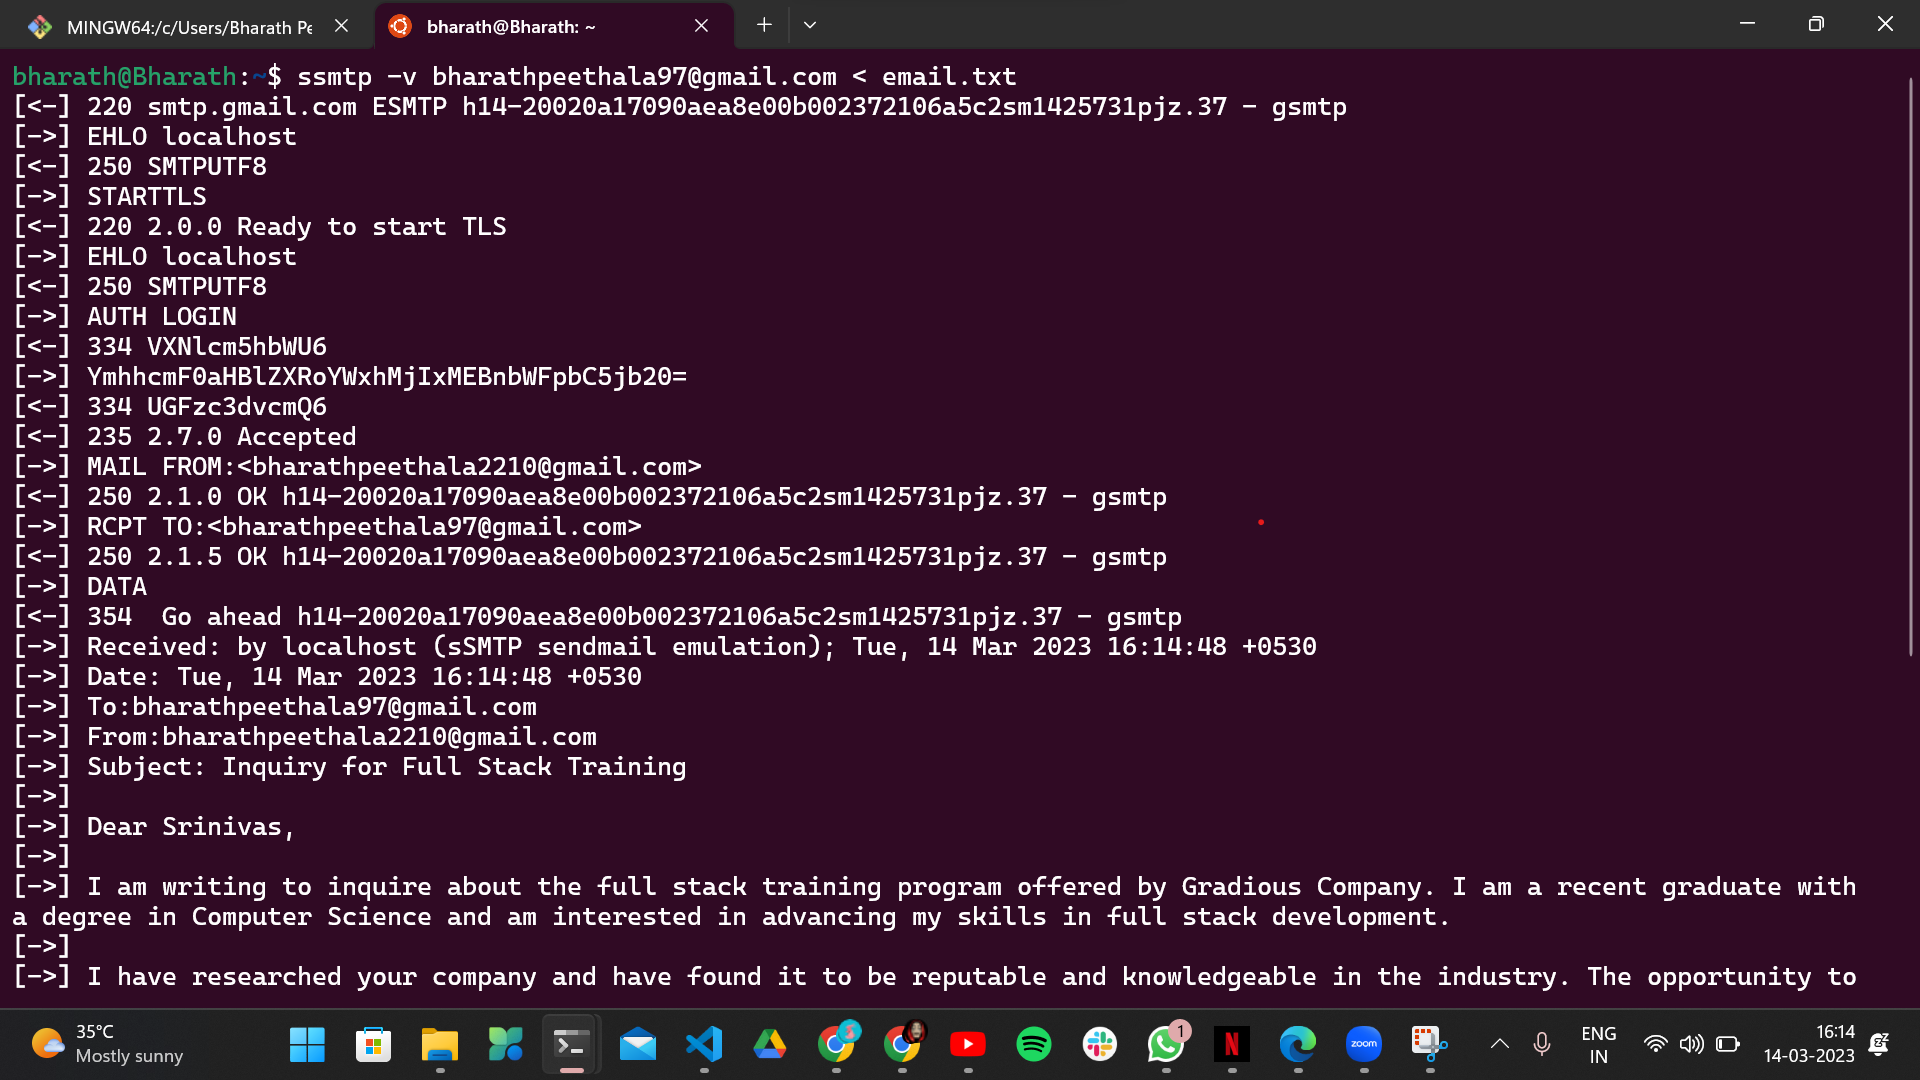 MINGW64:/c/Users/Bharath Pe
bharath@Bharath: ~
bharath@Bharath:~$ ssmtp -v bharathpeethala97@gmail.com < email.txt
[<-] 220 smtp.gmail.com ESMTP h14-20020a17090aea8e00b002372106a5c2sm1425731pjz.37 - gsmtp
[->] EHLO localhost
[<-] 250 SMTPUTF8
[->] STARTTLS
[<-] 220 2.0.0 Ready to start TLS
[->] EHLO localhost
[<-] 250 SMTPUTF8
[->] AUTH LOGIN
[<-] 334 VXNlcm5hbWU6
[->] YmhhcmF0aHBlZXRoYWxhMjIxMEBnbWFpbC5jb20=
[<-] 334 UGFzc3dvcmQ6
[<-] 235 2.7.0 Accepted
[->] MAIL FROM:<bharathpeethala2210@gmail.com>
[<-] 250 2.1.0 OK h14-20020a17090aea8e00b002372106a5c2sm1425731pjz.37 - gsmtp
[->] RCPT TO:<bharathpeethala97@gmail.com>
[<-] 250 2.1.5 OK h14-20020a17090aea8e00b002372106a5c2sm1425731pjz.37 - gsmtp
[->] DATA
[<-] 354  Go ahead h14-20020a17090aea8e00b002372106a5c2sm1425731pjz.37 - gsmtp
[->] Received: by localhost (sSMTP sendmail emulation); Tue, 14 Mar 2023 16:14:48 +0530
[->] Date: Tue, 14 Mar 2023 16:14:48 +0530
[->] To:bharathpeethala97@gmail.com
[->] From:bharathpeethala2210@gmail.com
[->] Subject: Inquiry for Full Stack Training
[->]
[->] Dear Srinivas,
[->]
[->] I am writing to inquire about the full stack training program offered by Gradious Company. I am a recent graduate with
a degree in Computer Science and am interested in advancing my skills in full stack development.
[->]
[->] I have researched your company and have found it to be reputable and knowledgeable in the industry. The opportunity to
35°C
Mostly sunny
zoom
1
ENG
IN
16:14
14-03-2023